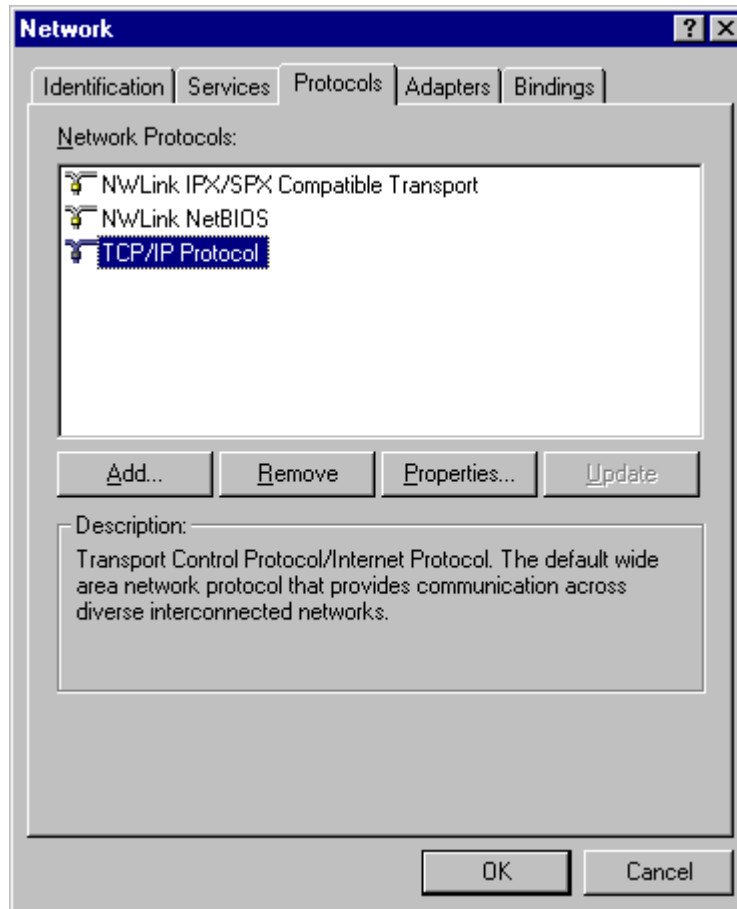 Network
Identification Services Protocols Adapters Bindings
Network Protocols:
NWLink IPX/SPX Compatible Transport
NWLink NetBIOS
TCP/IP Protocol
Add... Remove Properties... Update
Description:
Transport Control Protocol/Internet Protocol. The default wide
area network protocol that provides communication across
diverse interconnected networks.
OK Cancel